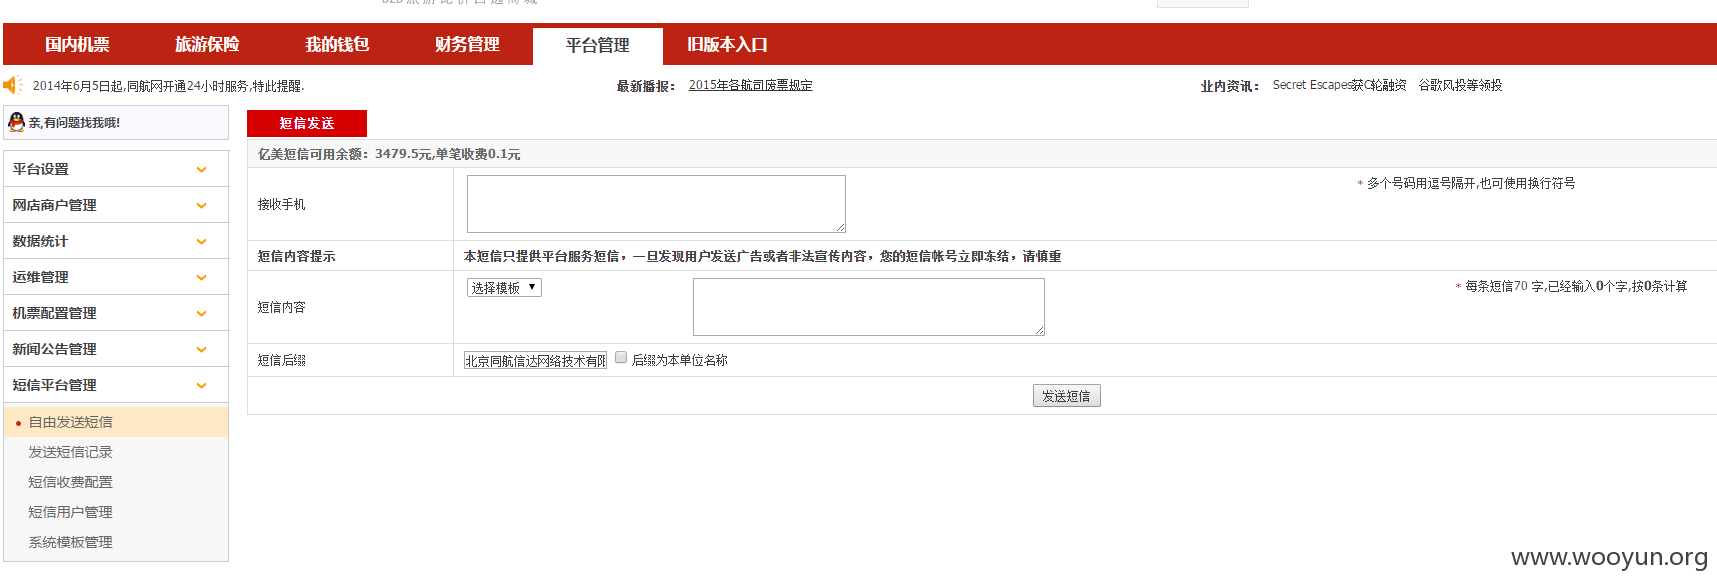 国内机票 旅游保险 我的钱包 财务管理 平台管理 旧版本入口
2014年6月5日起,同航网开通24小时服务,特此提醒. 最新播报： 2015年各航司废票规定 业内资讯： Secret Escapes获C轮融资 谷歌风投等领投
亲,有问题找我哦!
平台设置
网店商户管理
数据统计
运维管理
机票配置管理
新闻公告管理
短信平台管理
自由发送短信
发送短信记录
短信收费配置
短信用户管理
系统模板管理
短信发送
亿美短信可用余额：3479.5元,单笔收费0.1元
接收手机 * 多个号码用逗号隔开,也可使用换行符号
短信内容提示 本短信只提供平台服务短信，一旦发现用户发送广告或者非法宣传内容，您的短信帐号立即冻结，请慎重
短信内容 选择模板 * 每条短信70 字,已经输入0个字,按0条计算
短信后缀 北京同航信达网络技术有限 后缀为本单位名称
发送短信
www.wooyun.org